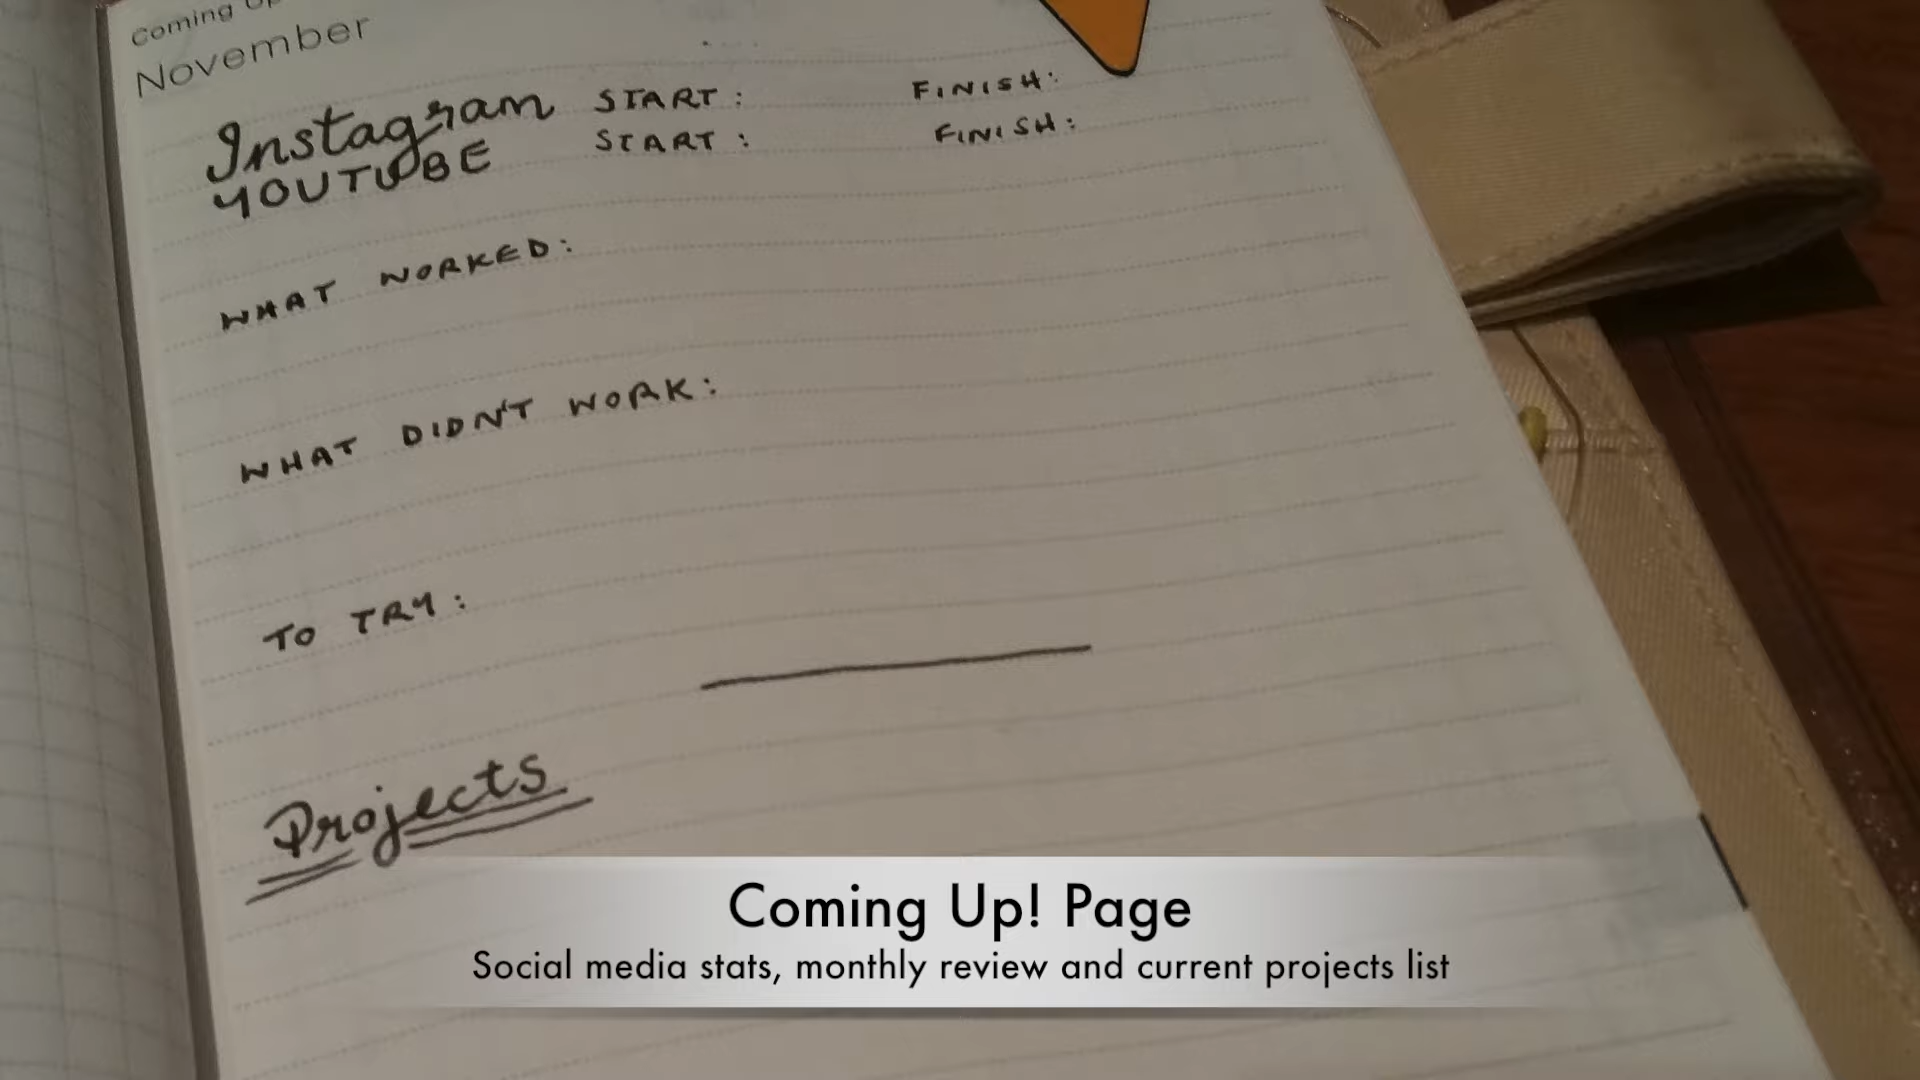 Coming Up
November
Instagram START: FINISH:
YOUTUBE START: FINISH:
WHAT WORKED:
WHAT DIDN'T WORK:
TO TRY:
Projects
Coming Up! Page
Social media stats, monthly review and current projects list